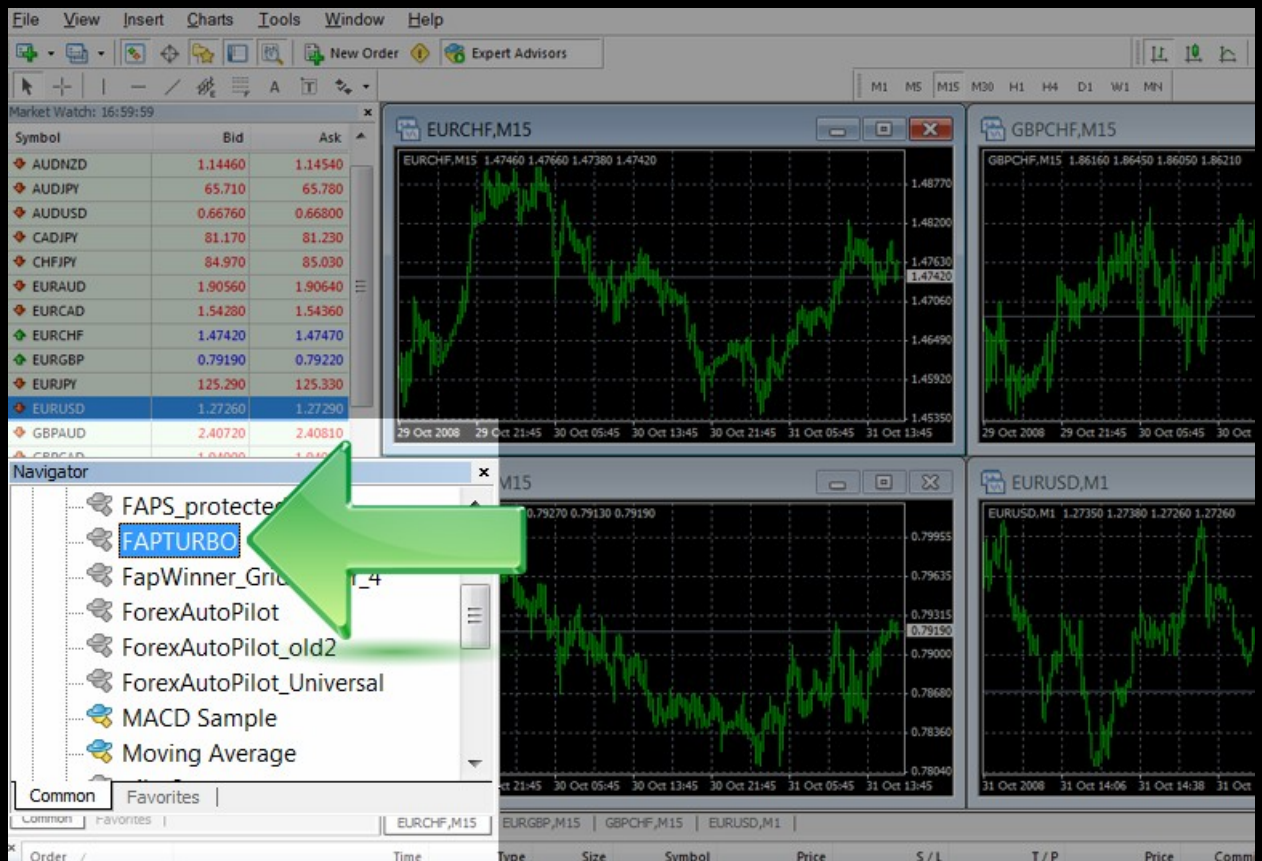 File View Insert Charts Tools Window Help
New Order Expert Advisors
A T M1 M5 M15 M30 H1 H4 D1 W1 MN
Market Watch: 16:59:59
Symbol Bid Ask
AUDNZD 1.14460 1.14540
AUDJPY 65.710 65.780
AUDUSD 0.66760 0.66800
CADJPY 81.170 81.230
CHFJPY 84.970 85.030
EURAUD 1.90560 1.90640
EURCAD 1.54280 1.54360
EURCHF 1.47420 1.47470
EURGBP 0.79190 0.79220
EURJPY 125.290 125.330
EURUSD 1.27260 1.27290
GBPAUD 2.40720 2.40810
EURCHF,M15
EURCHF,M15 1.47460 1.47660 1.47380 1.47420
1.48770
1.48200
1.47630
1.47420
1.47060
1.46490
1.45920
1.45350
29 Oct 2008 29 Oct 21:45 30 Oct 05:45 30 Oct 13:45 30 Oct 21:45 31 Oct 05:45 31 Oct 13:45
GBPCHF,M15
GBPCHF,M15 1.86160 1.86450 1.86050 1.86210
29 Oct 2008 29 Oct 21:45 30 Oct 05:45 30 Oct
Navigator
FAPS_protected
FAPTURBO
FapWinner_Gri
r_4
ForexAutoPilot
ForexAutoPilot_old2
ForexAutoPilot_Universal
MACD Sample
Moving Average
Common Favorites
Common Favorites
M15
0.79270 0.79130 0.79190
0.79955
0.79635
0.79315
0.79190
0.79000
0.78680
0.78360
0.78040
ct 21:45 30 Oct 05:45 30 Oct 13:45 30 Oct 21:45 31 Oct 05:45 31 Oct 13:45
EURUSD,M1
EURUSD,M1 1.27350 1.27380 1.27260 1.27260
31 Oct 2008 31 Oct 14:06 31 Oct 14:38 31 Oct
EURCHF,M15 EURGBP,M15 GBPCHF,M15 EURUSD,M1
Order / Time Type Size Symbol Price S / L T / P Price Comm